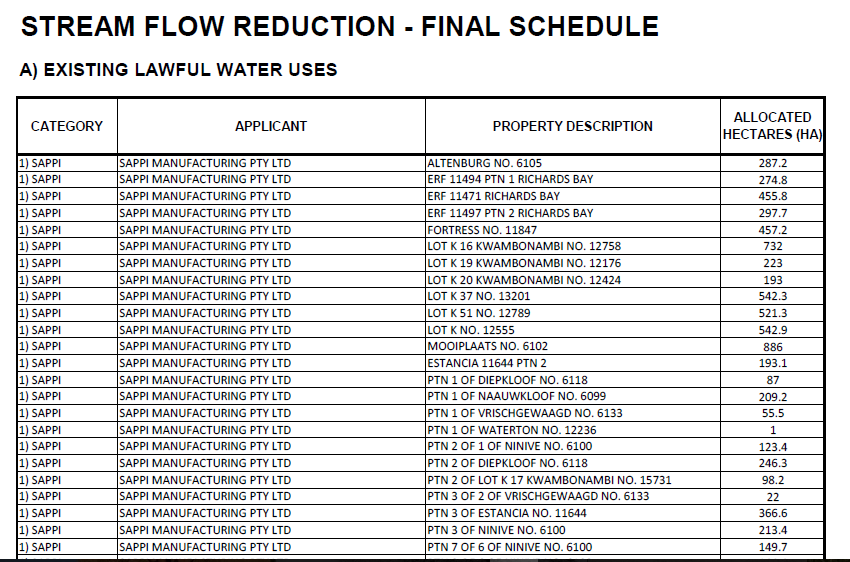 STREAM FLOW REDUCTION - FINAL SCHEDULE
A) EXISTING LAWFUL WATER USES
CATEGORY APPLICANT PROPERTY DESCRIPTION ALLOCATED HECTARES (HA)
1) SAPPI SAPPI MANUFACTURING PTY LTD ALTENBURG NO. 6105 287.2
1) SAPPI SAPPI MANUFACTURING PTY LTD ERF 11494 PTN 1 RICHARDS BAY 274.8
1) SAPPI SAPPI MANUFACTURING PTY LTD ERF 11471 RICHARDS BAY 455.8
1) SAPPI SAPPI MANUFACTURING PTY LTD ERF 11497 PTN 2 RICHARDS BAY 297.7
1) SAPPI SAPPI MANUFACTURING PTY LTD FORTRESS NO. 11847 457.2
1) SAPPI SAPPI MANUFACTURING PTY LTD LOT K 16 KWAMBONAMBI NO. 12758 732
1) SAPPI SAPPI MANUFACTURING PTY LTD LOT K 19 KWAMBONAMBI NO. 12176 223
1) SAPPI SAPPI MANUFACTURING PTY LTD LOT K 20 KWAMBONAMBI NO. 12424 193
1) SAPPI SAPPI MANUFACTURING PTY LTD LOT K 37 NO. 13201 542.3
1) SAPPI SAPPI MANUFACTURING PTY LTD LOT K 51 NO. 12789 521.3
1) SAPPI SAPPI MANUFACTURING PTY LTD LOT K NO. 12555 542.9
1) SAPPI SAPPI MANUFACTURING PTY LTD MOOIPLAATS NO. 6102 886
1) SAPPI SAPPI MANUFACTURING PTY LTD ESTANCIA 11644 PTN 2 193.1
1) SAPPI SAPPI MANUFACTURING PTY LTD PTN 1 OF DIEPKLOOF NO. 6118 87
1) SAPPI SAPPI MANUFACTURING PTY LTD PTN 1 OF NAAUWKLOOF NO. 6099 209.2
1) SAPPI SAPPI MANUFACTURING PTY LTD PTN 1 OF VRISCHGEWAAGD NO. 6133 55.5
1) SAPPI SAPPI MANUFACTURING PTY LTD PTN 1 OF WATERTON NO. 12236 1
1) SAPPI SAPPI MANUFACTURING PTY LTD PTN 2 OF 1 OF NINIVE NO. 6100 123.4
1) SAPPI SAPPI MANUFACTURING PTY LTD PTN 2 OF DIEPKLOOF NO. 6118 246.3
1) SAPPI SAPPI MANUFACTURING PTY LTD PTN 2 OF LOT K 17 KWAMBONAMBI NO. 15731 98.2
1) SAPPI SAPPI MANUFACTURING PTY LTD PTN 3 OF 2 OF VRISCHGEWAAGD NO. 6133 22
1) SAPPI SAPPI MANUFACTURING PTY LTD PTN 3 OF ESTANCIA NO. 11644 366.6
1) SAPPI SAPPI MANUFACTURING PTY LTD PTN 3 OF NINIVE NO. 6100 213.4
1) SAPPI SAPPI MANUFACTURING PTY LTD PTN 7 OF 6 OF NINIVE NO. 6100 149.7